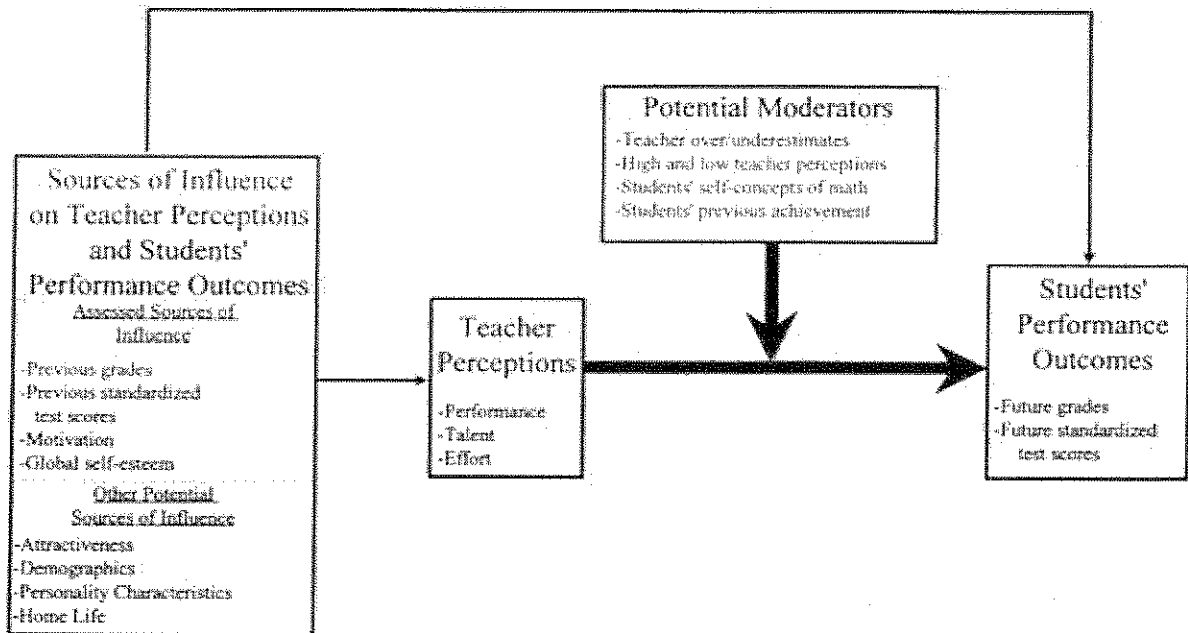 Potential Moderators
-Teacher over/underestimates
-High and low teacher perceptions
-Students' self-concepts of math
-Students' previous achievement
Sources of Influence
on Teacher Perceptions
and Students'
Performance Outcomes
Assessed Sources of
Influence
-Previous grades
-Previous standardized
test scores
-Motivation
-Global self-esteem
Other Potential
Sources of Influence
-Attractiveness
-Demographics
-Personality Characteristics
-Home Life
Teacher
Perceptions
-Performance
-Talent
-Effort
Students'
Performance
Outcomes
-Future grades
-Future standardized
test scores